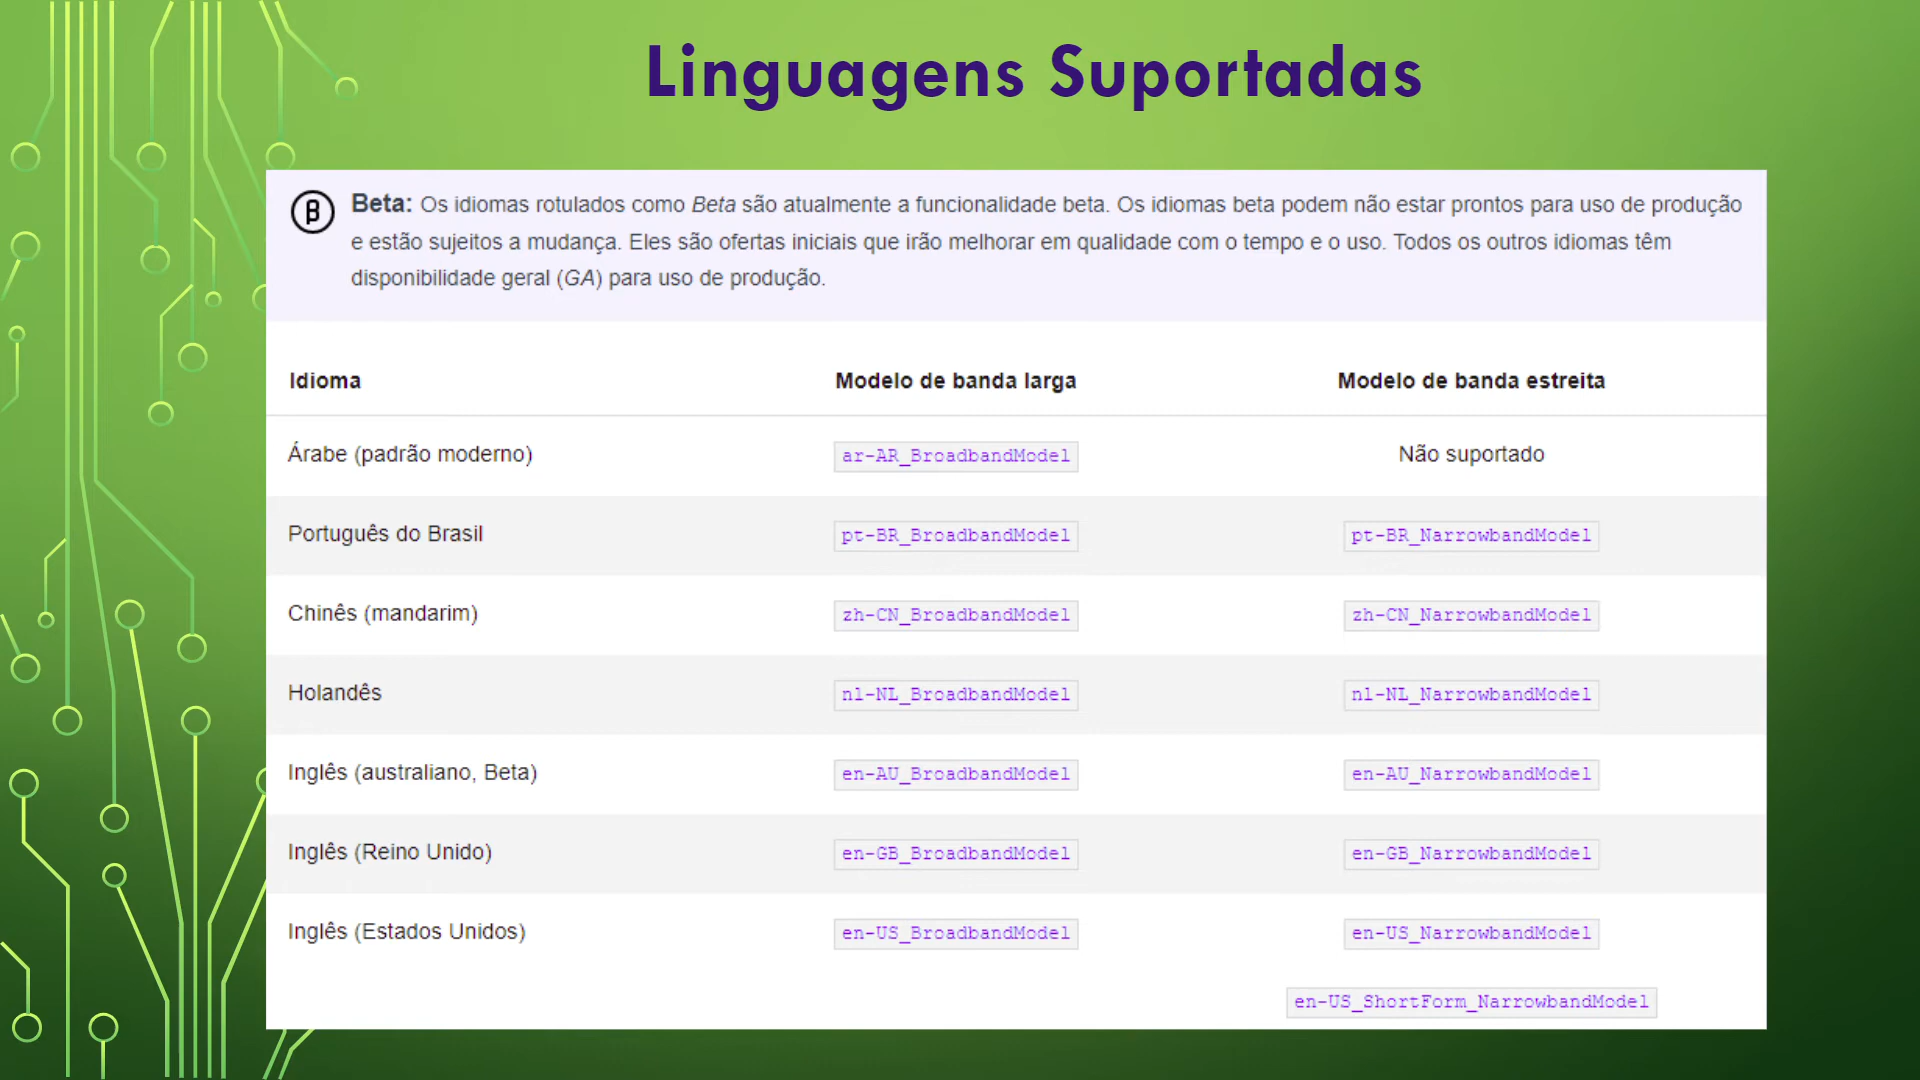 Linguagens Suportadas
β Beta: Os idiomas rotulados como Beta são atualmente a funcionalidade beta. Os idiomas beta podem não estar prontos para uso de produção
e estão sujeitos a mudança. Eles são ofertas iniciais que irão melhorar em qualidade com o tempo e o uso. Todos os outros idiomas têm
disponibilidade geral (GA) para uso de produção.
Idioma Modelo de banda larga Modelo de banda estreita
Árabe (padrão moderno) ar-AR_BroadbandModel Não suportado
Português do Brasil pt-BR_BroadbandModel pt-BR_NarrowbandModel
Chinês (mandarim) zh-CN_BroadbandModel zh-CN_NarrowbandModel
Holandês nl-NL_BroadbandModel nl-NL_NarrowbandModel
Inglês (australiano, Beta) en-AU_BroadbandModel en-AU_NarrowbandModel
Inglês (Reino Unido) en-GB_BroadbandModel en-GB_NarrowbandModel
Inglês (Estados Unidos) en-US_BroadbandModel en-US_NarrowbandModel
en-US_ShortForm_NarrowbandModel